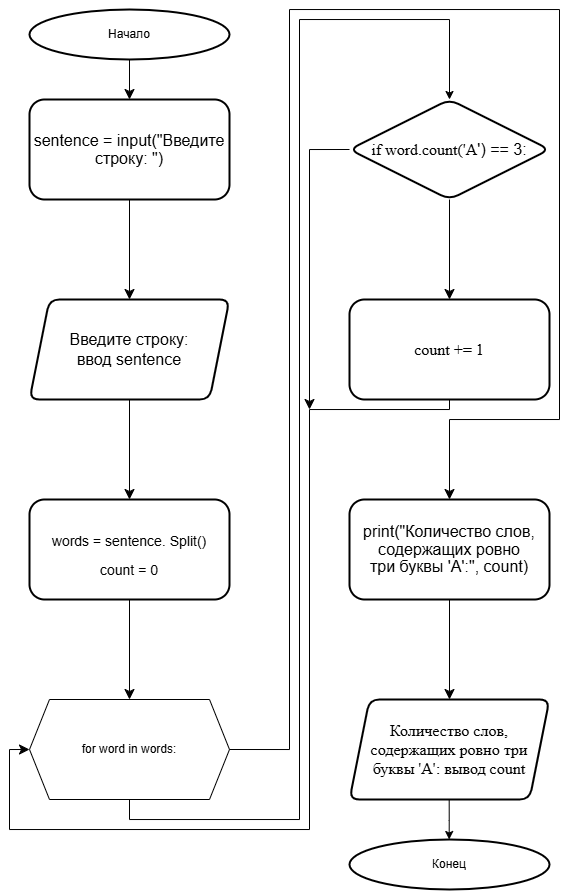 Начало
sentence = input("Введите
строку: ")
Введите строку:
ввод sentence
words = sentence. Split()
count = 0
for word in words:
if word.count('A') == 3:
count += 1
print("Количество слов,
содержащих ровно
три буквы 'A':", count)
Количество слов,
содержащих ровно три
буквы 'A': вывод count
Конец